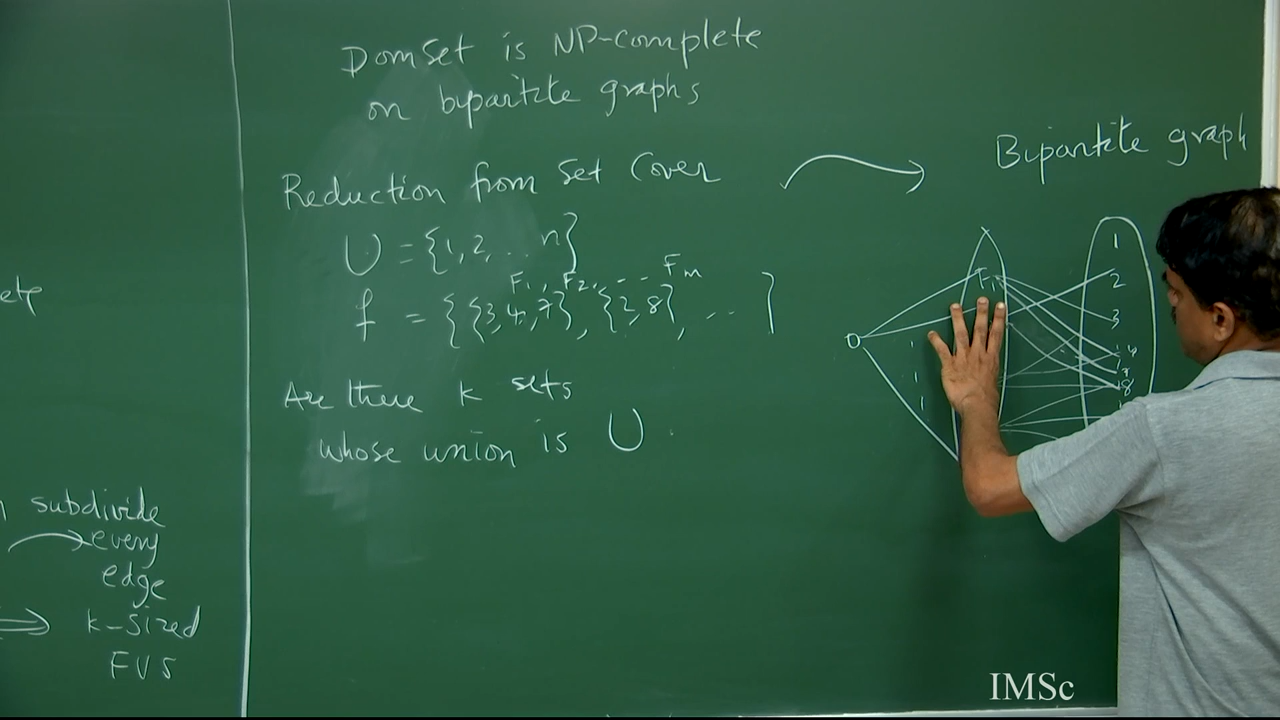 ete
subdivide
every
edge
⟹ k-sized
FVS
DomSet is NP-complete
on bipartite graphs
Reduction from Set Cover
U = {1, 2, ... n}
F1, F2, --- Fm
f = {{3, 4, 7}, {2, 8}, ... }
Are there k sets
whose union is U.
Bipartite graph
F1
1
2
3
4
7
8
IMSc